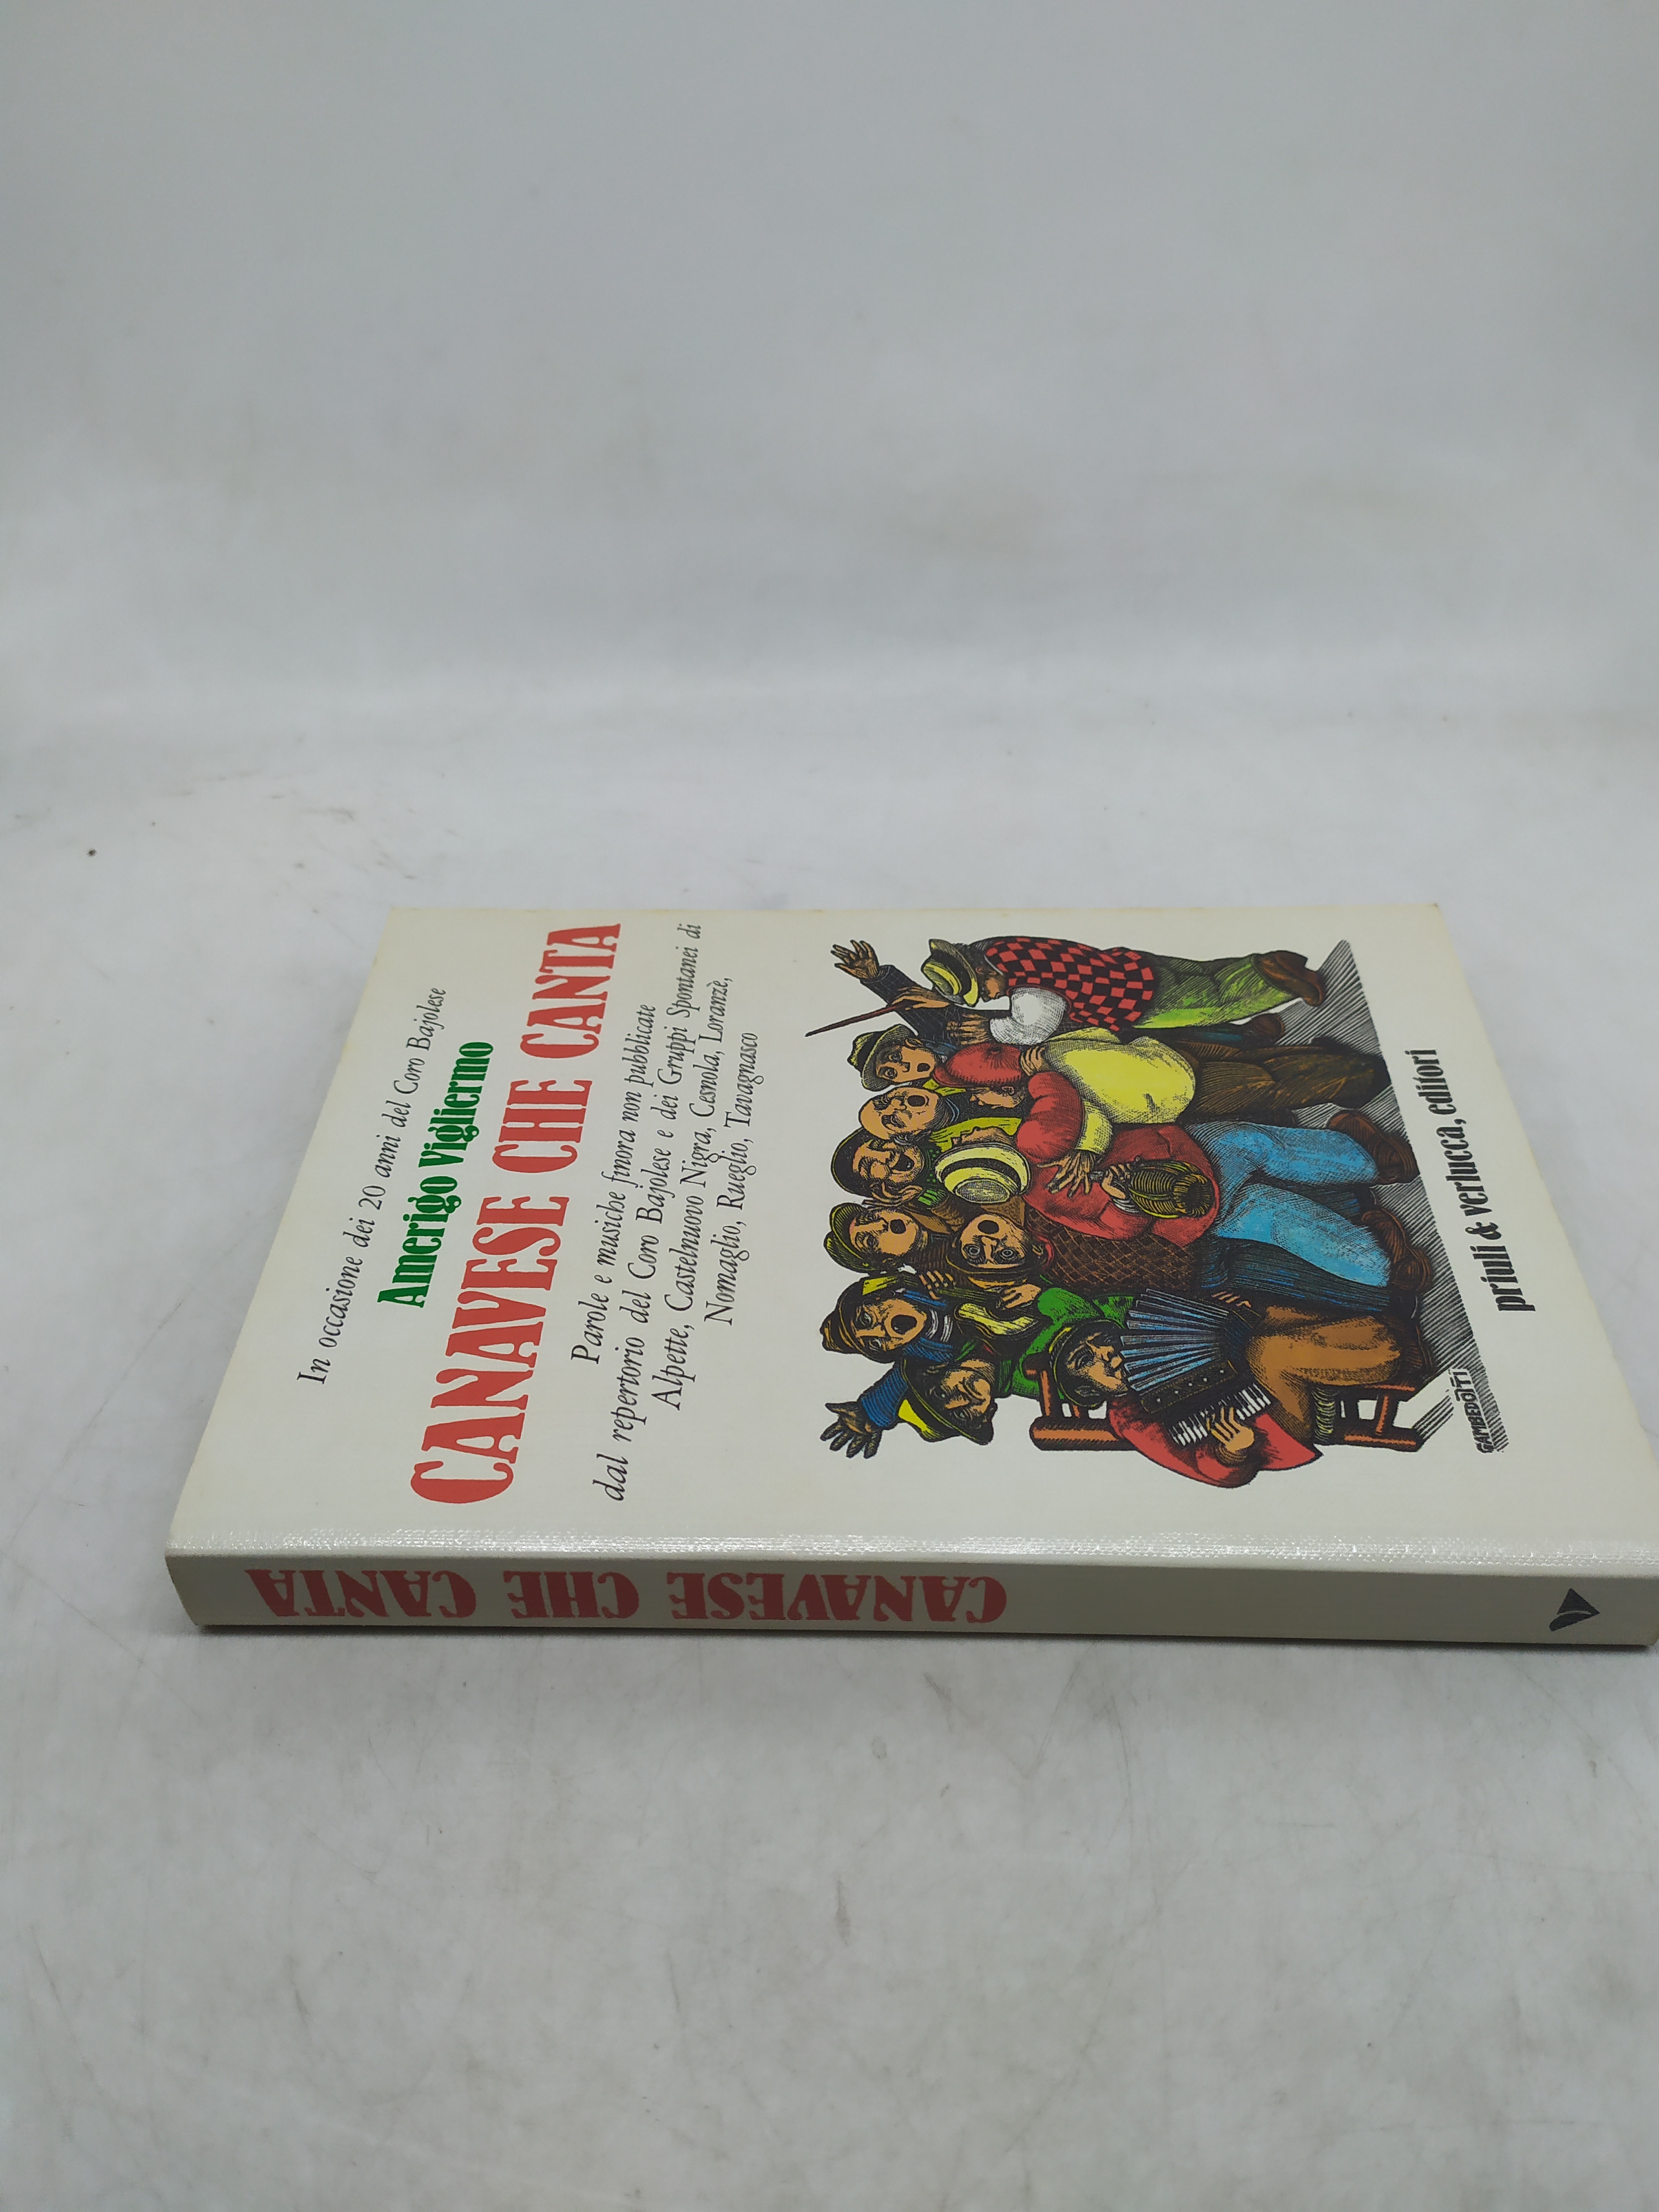 In occasione dei 20 anni del Coro Bajolese
Amerigo Vigliermo
CANAVESE CHE CANTA
Parole e musiche finora non pubblicate
dal repertorio del Coro Bajolese e dei Gruppi Spontanei di
Alpette, Castelnuovo Nigra, Cesnola, Loranzè,
Nomaglio, Rueglio, Tavagnasco
GAMBEDOTTI
priuli & verlucca, editori
CANAVESE CHE CANTA